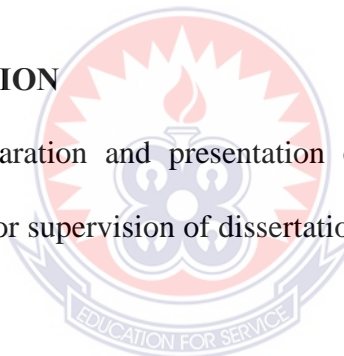 ION
aration and presentation
or supervision of dissertatio
EDUCATION FOR SERVICE